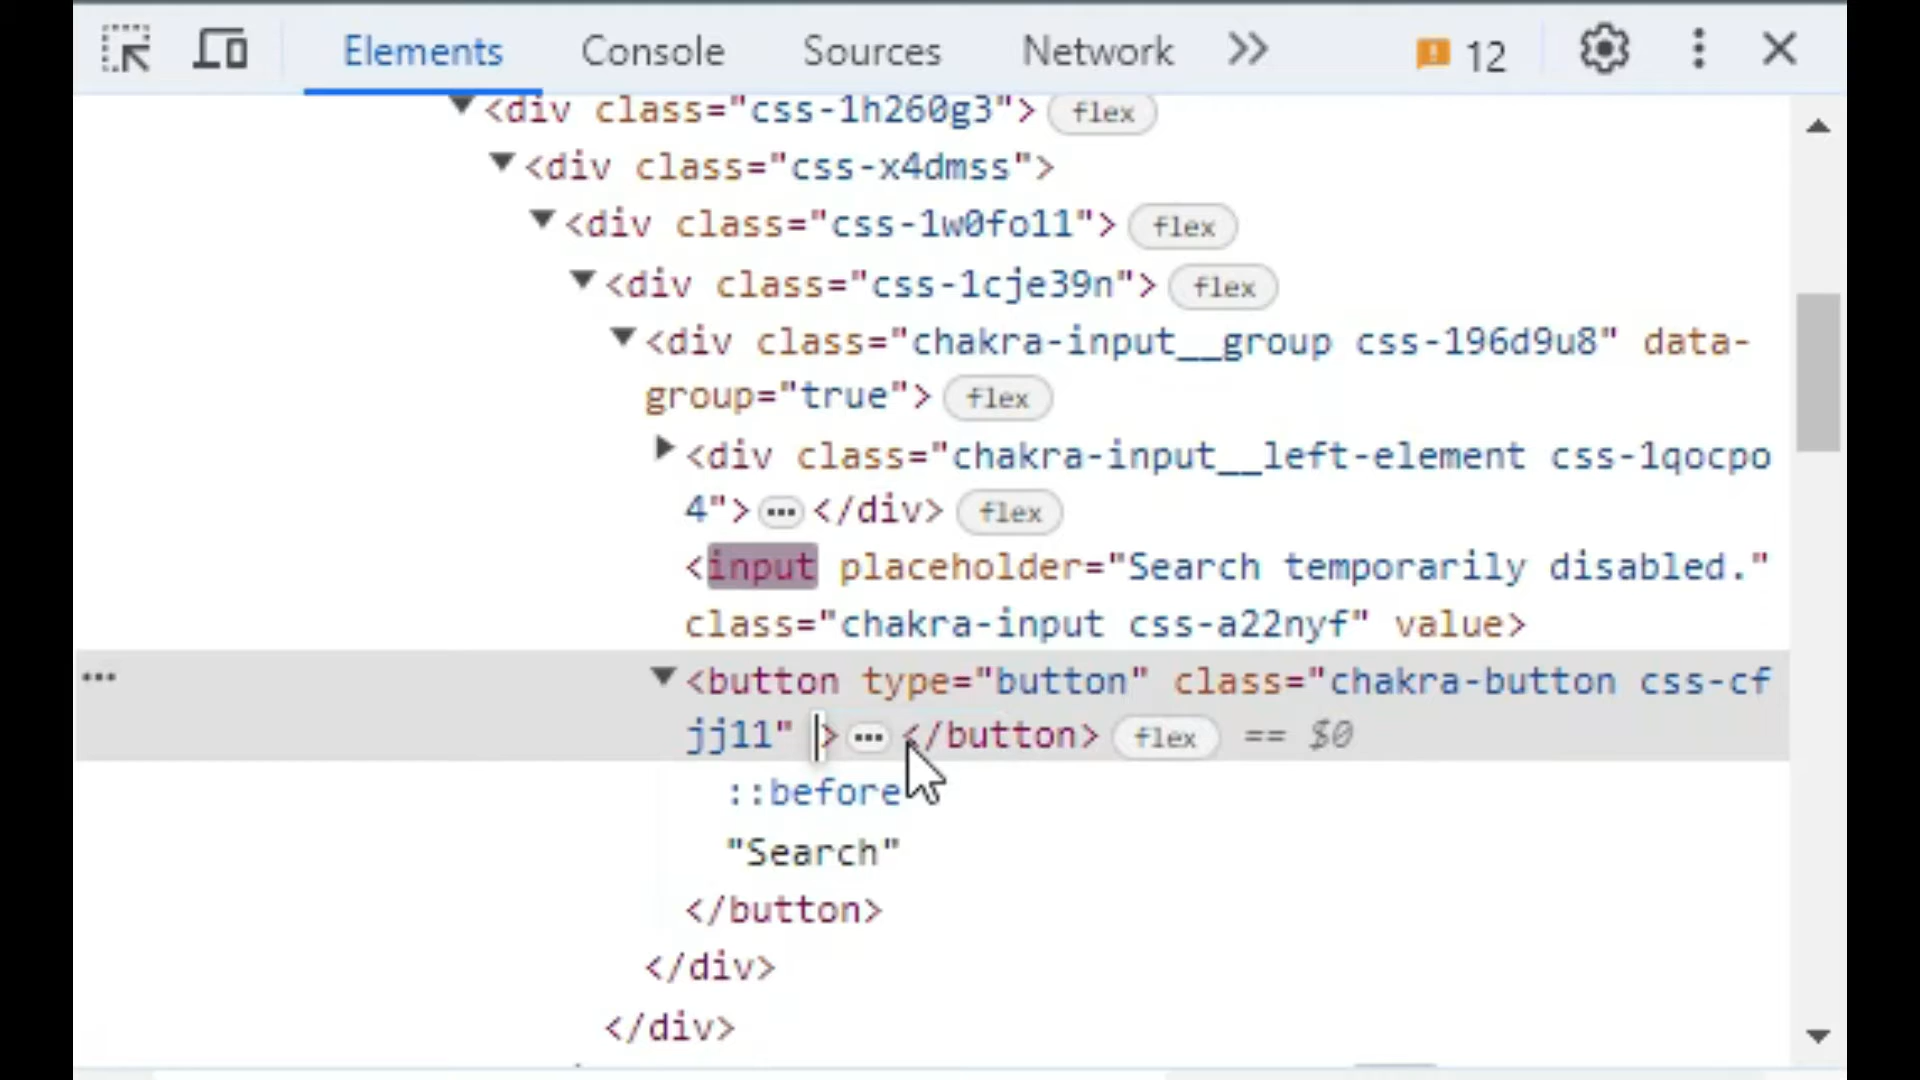 Elements Console Sources Network 12
<div class="css-1h260g3"> flex
<div class="css-x4dmss">
<div class="css-1w0fo11"> flex
<div class="css-1cje39n"> flex
<div class="chakra-input__group css-196d9u8" data-
group="true"> flex
<div class="chakra-input__left-element css-1qocpo
4">…</div> flex
<input placeholder="Search temporarily disabled."
class="chakra-input css-a22nyf" value>
<button type="button" class="chakra-button css-cf
jj11" >…</button> flex == $0
::before
"Search"
</button>
</div>
</div>